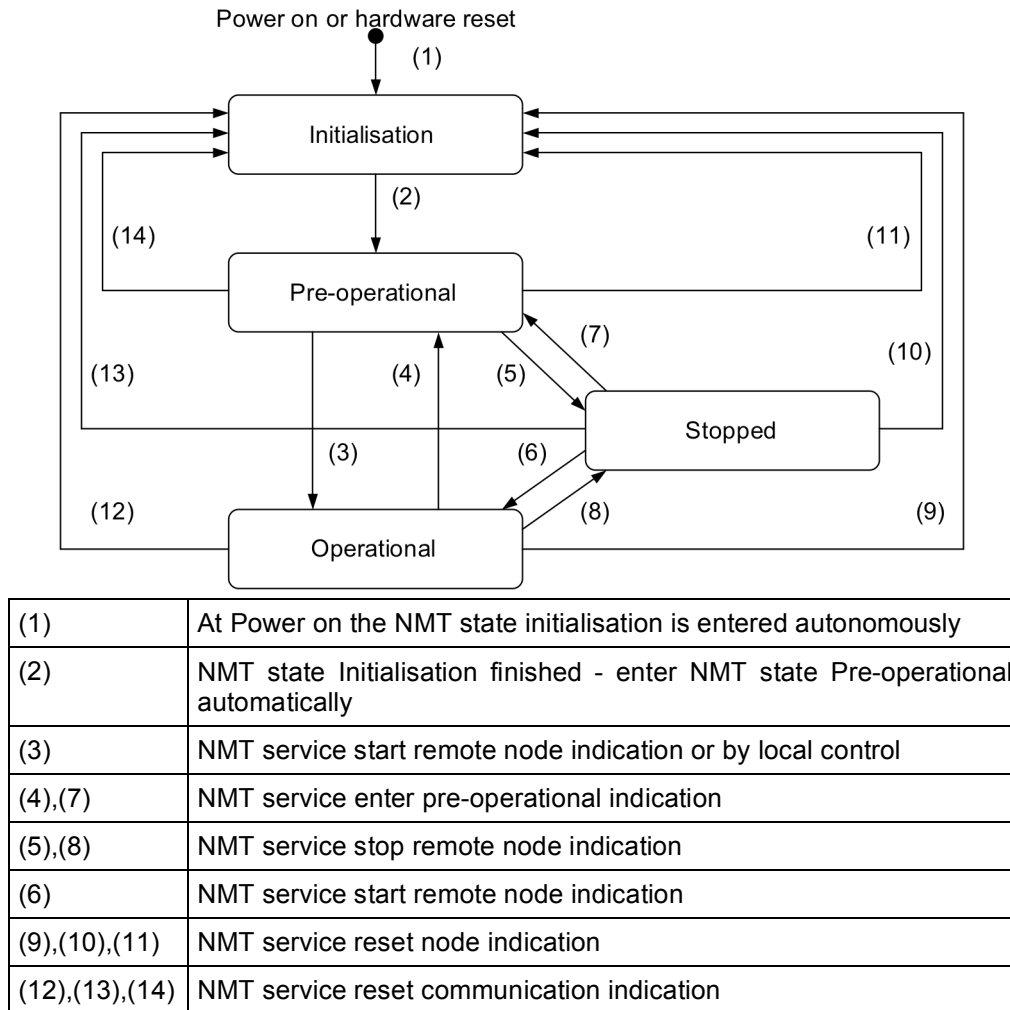 Power on or hardware reset
(1)
Initialisation
(2)
(14)
(11)
Pre-operational
(7)
(10)
(13)
(4)
(5)
Stopped
(3)
(6)
(12)
(8)
(9)
Operational
(1) At Power on the NMT state initialisation is entered autonomously
(2) NMT state Initialisation finished - enter NMT state Pre-operational
automatically
(3) NMT service start remote node indication or by local control
(4),(7) NMT service enter pre-operational indication
(5),(8) NMT service stop remote node indication
(6) NMT service start remote node indication
(9),(10),(11) NMT service reset node indication
(12),(13),(14) NMT service reset communication indication